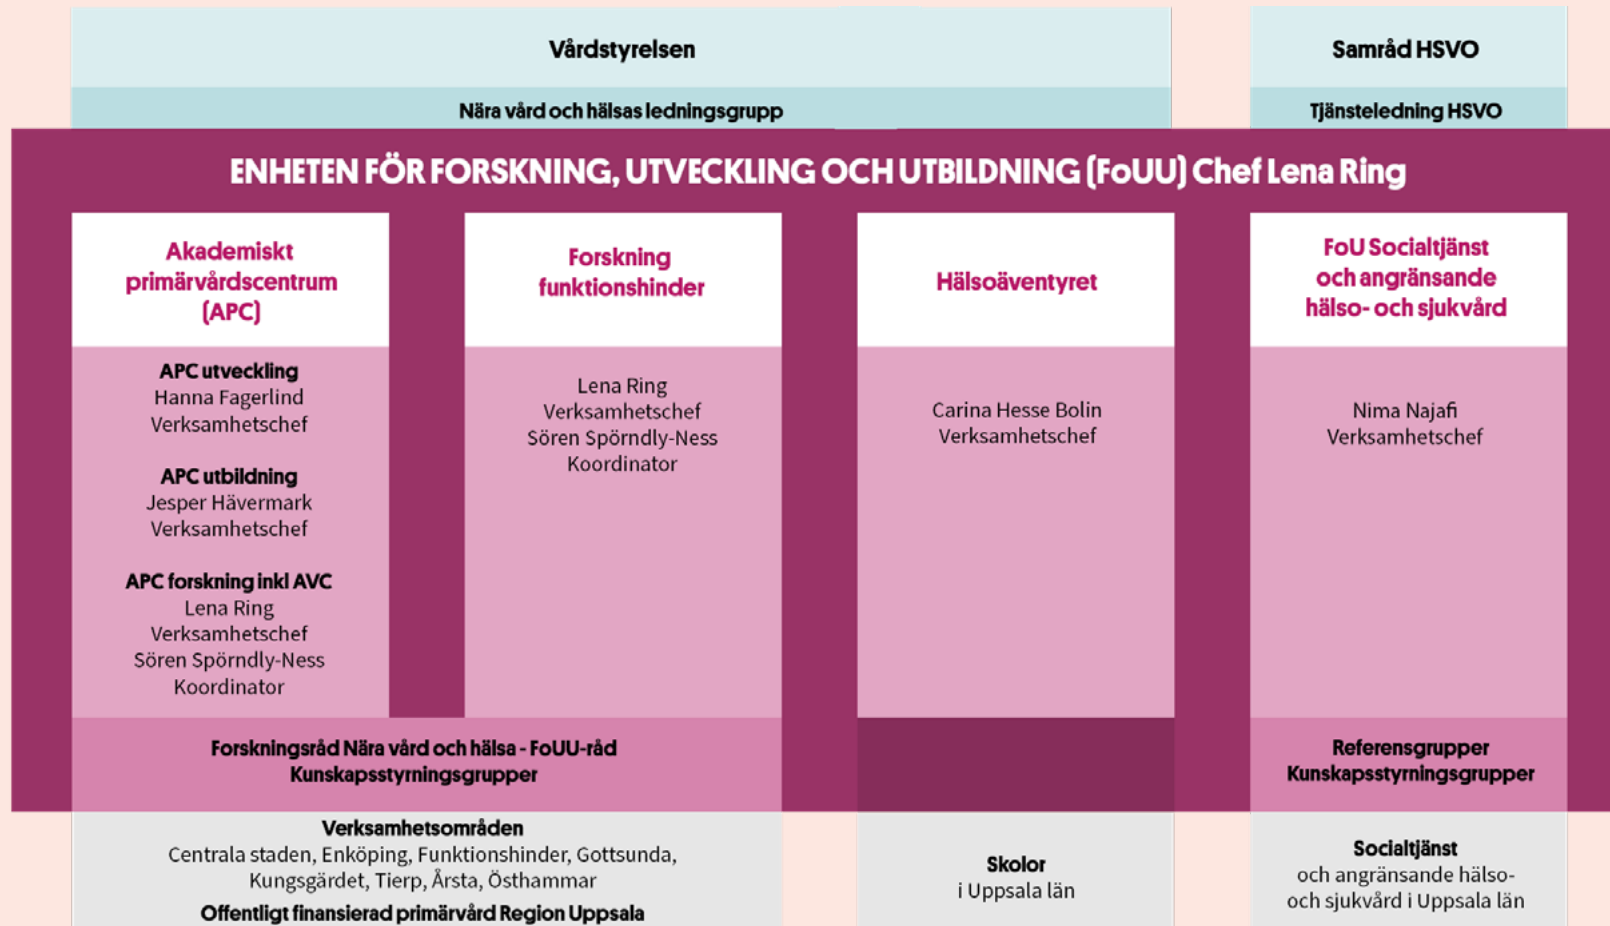 Vårdstyrelsen
Nära vård och hälsas ledningsgrupp
Samråd HSVO
Tjänsteledning HSVO
ENHETEN FÖR FORSKNING, UTVECKLING OCH UTBILDNING (FoUU) Chef Lena Ring
Akademiskt
primärvårdscentrum
(APC)
APC utveckling
Hanna Fagerlind
Verksamhetschef
APC utbildning
Jesper Hävermark
Verksamhetschef
APC forskning inkl AVC
Lena Ring
Verksamhetschef
Sören Spörndly-Ness
Koordinator
Forskning
funktionshinder
Lena Ring
Verksamhetschef
Sören Spörndly-Ness
Koordinator
Hälsoäventyret
Carina Hesse Bolin
Verksamhetschef
FoU Socialtjänst
och angränsande
hälso- och sjukvård
Nima Najafi
Verksamhetschef
Forskningsråd Nära vård och hälsa - FoUU-råd
Kunskapsstyrningsgrupper
Referensgrupper
Kunskapsstyrningsgrupper
Verksamhetsområden
Centrala staden, Enköping, Funktionshinder, Gottsunda,
Kungsgärdet, Tierp, Årsta, Östhammar
Offentligt finansierad primärvård Region Uppsala
Skolor
i Uppsala län
Socialtjänst
och angränsande hälso-
och sjukvård i Uppsala län